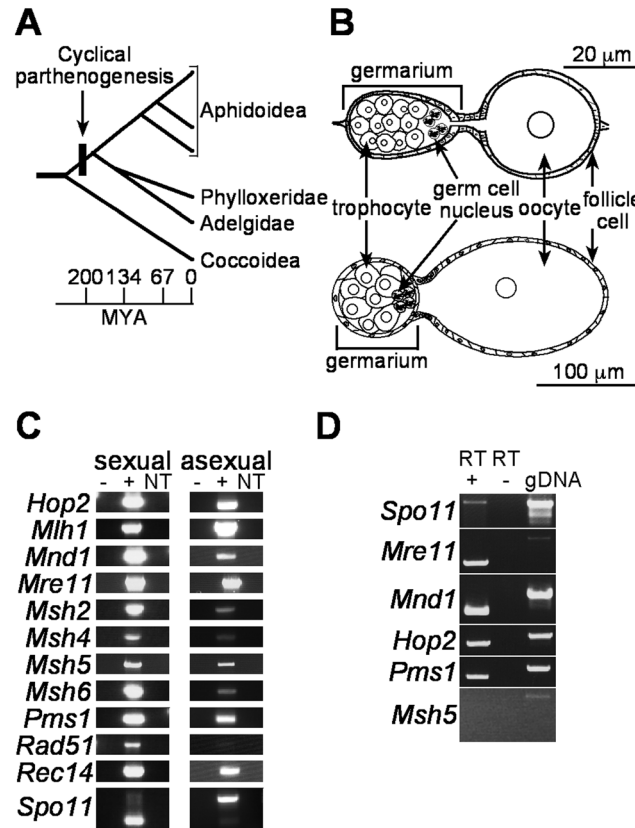 A
Cyclical
parthenogenesis
Aphidoidea
Phylloxeridae
Adelgidae
Coccoidea
200 134 67 0
MYA
B
20 μm
germarium
trophocyte
germ cell
nucleus
oocyte
follicle
cell
germarium
100 μm
C
sexual asexual
- + NT - + NT
Hop2
Mlh1
Mnd1
Mre11
Msh2
Msh4
Msh5
Msh6
Pms1
Rad51
Rec14
Spo11
D
RT RT
+ - gDNA
Spo11
Mre11
Mnd1
Hop2
Pms1
Msh5